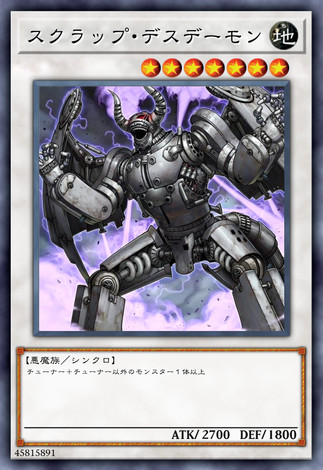 スクラップ・デスデーモン 地
【悪魔族／シンクロ】
チューナー＋チューナー以外のモンスター１体以上
ATK/ 2700 DEF/ 1800
45815891